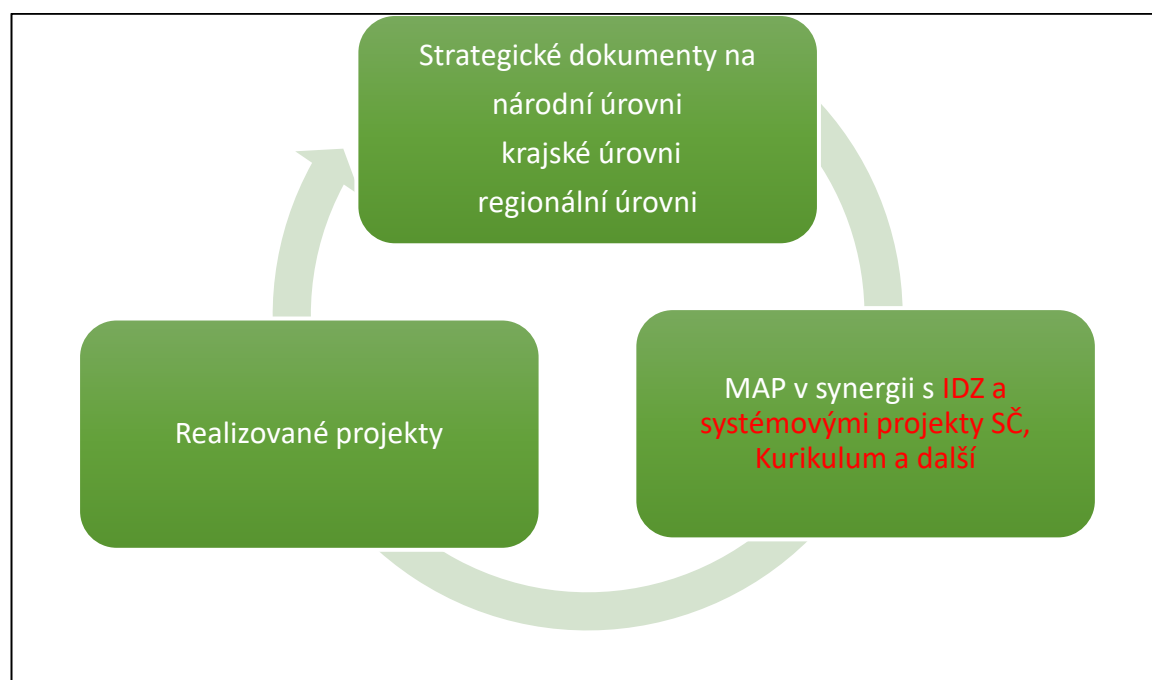 Strategické dokumenty na
národní úrovni
krajské úrovni
regionální úrovni
Realizované projekty
MAP v synergii s IDZ a
systémovými projekty SČ,
Kurikulum a další